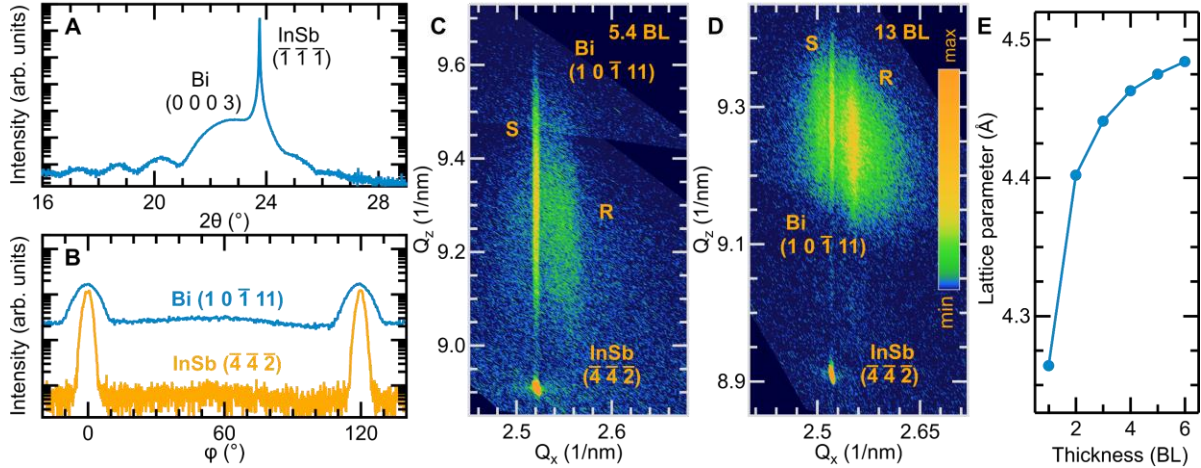 A
Intensity (arb. units)
InSb
(1̅ 1̅ 1̅)
Bi
(0 0 0 3)
16
20
24
28
2θ (°)
B
Intensity (arb. units)
Bi (1 0 1̅ 11)
InSb (4̅ 4̅ 2̅)
0
60
120
φ (°)
C
5.4 BL
Bi
(1 0 1̅ 11)
S
R
InSb
(4̅ 4̅ 2̅)
9.6
9.4
9.2
9.0
Q_z (1/nm)
2.5
2.6
Q_x (1/nm)
D
13 BL
S
R
Bi
(1 0 1̅ 11)
InSb
(4̅ 4̅ 2̅)
max
min
9.3
9.1
8.9
Q_z (1/nm)
2.5
2.65
Q_x (1/nm)
E
Lattice parameter (Å)
4.5
4.4
4.3
2
4
6
Thickness (BL)